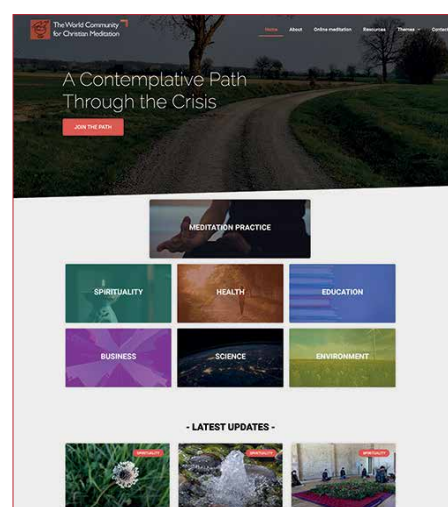 The World Community
for Christian Meditation
Home About Online meditation Resources Themes Contact
A Contemplative Path
Through the Crisis
JOIN THE PATH
MEDITATION PRACTICE
SPIRITUALITY HEALTH EDUCATION
BUSINESS SCIENCE ENVIRONMENT
- LATEST UPDATES -
SPIRITUALITY SPIRITUALITY SPIRITUALITY